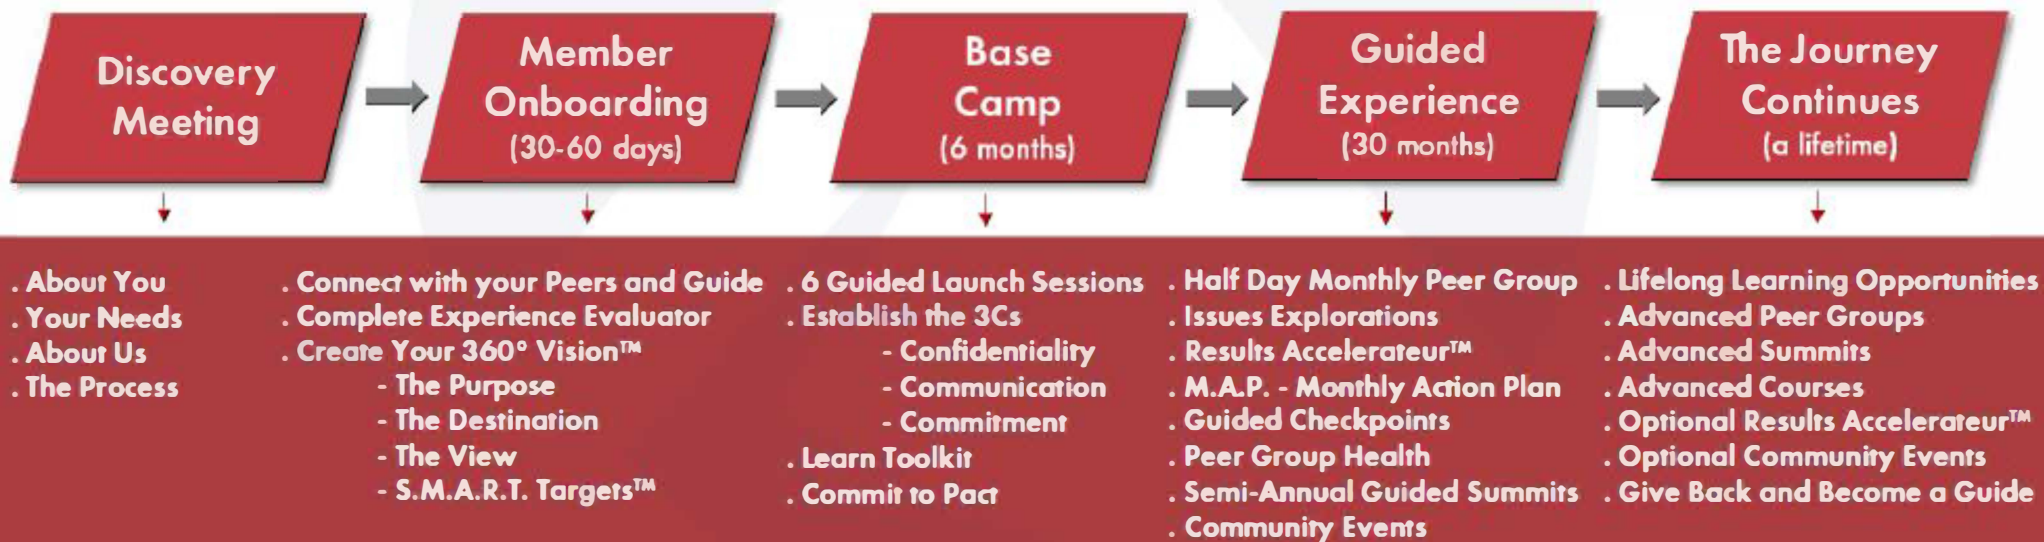 Discovery
Meeting
Member
Onboarding
(30-60 days)
Base
Camp
(6 months)
Guided
Experience
(30 months)
The Journey
Continues
(a lifetime)
. About You
. Your Needs
. About Us
. The Process
. Connect with your Peers and Guide
. Complete Experience Evaluator
. Create Your 360° Vision™
- The Purpose
- The Destination
- The View
- S.M.A.R.T. Targets™
. 6 Guided Launch Sessions
. Establish the 3Cs
- Confidentiality
- Communication
- Commitment
. Learn Toolkit
. Commit to Pact
. Half Day Monthly Peer Group
. Issues Explorations
. Results Accelerateur™
. M.A.P. - Monthly Action Plan
. Guided Checkpoints
. Peer Group Health
. Semi-Annual Guided Summits
. Community Events
. Lifelong Learning Opportunities
. Advanced Peer Groups
. Advanced Summits
. Advanced Courses
. Optional Results Accelerateur™
. Optional Community Events
. Give Back and Become a Guide